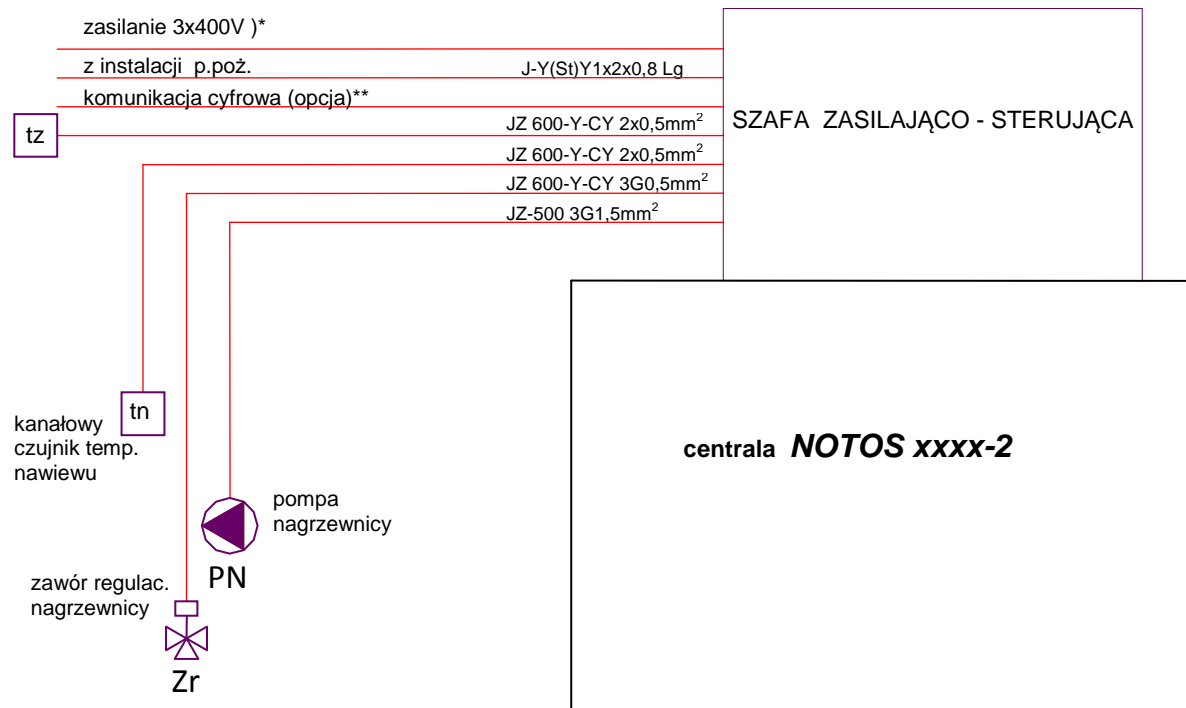 zasilanie 3x400V )*
z instalacji p.poż.
J-Y(St)Y1x2x0,8 Lg
komunikacja cyfrowa (opcja)**
tz
JZ 600-Y-CY 2x0,5mm²
SZAFA ZASILAJĄCO - STERUJĄCA
JZ 600-Y-CY 2x0,5mm²
JZ 600-Y-CY 3G0,5mm²
JZ-500 3G1,5mm²
tn
kanałowy
czujnik temp.
nawiewu
centrala NOTOS xxxx-2
pompa
nagrzewnicy
PN
zawór regulac.
nagrzewnicy
Zr